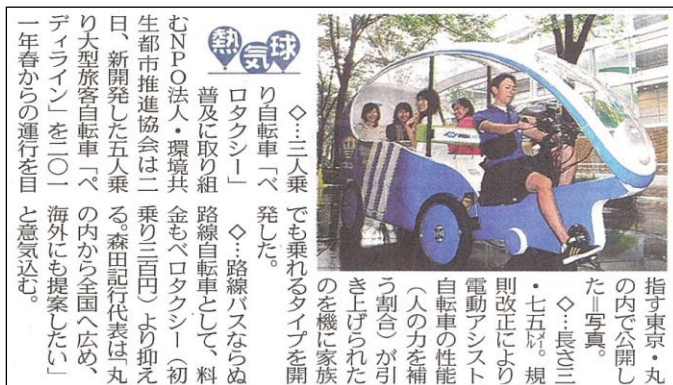 熱気球
◇…三人乗
り自転車「ベ
ロタクシー」
普及に取り組
むNPO法人・環境共
生都市推進協会は二
日、新開発した五人乗
り大型旅客自転車「ペ
ディライン」を二〇一
一年春からの運行を目
指す東京・丸
の内で公開し
た＝写真。
◇…長さ三
・七五㍍。規
則改正により
電動アシスト
自転車の性能
（人の力を補
う割合）が引
き上げられた
のを機に家族
でも乗れるタイプを開
発した。
◇…路線バスならぬ
路線自転車として、料
金もベロタクシー（初
乗り三百円）より抑え
る。森田記行代表は「丸
の内から全国へ広め、
海外にも提案したい」
と意気込む。